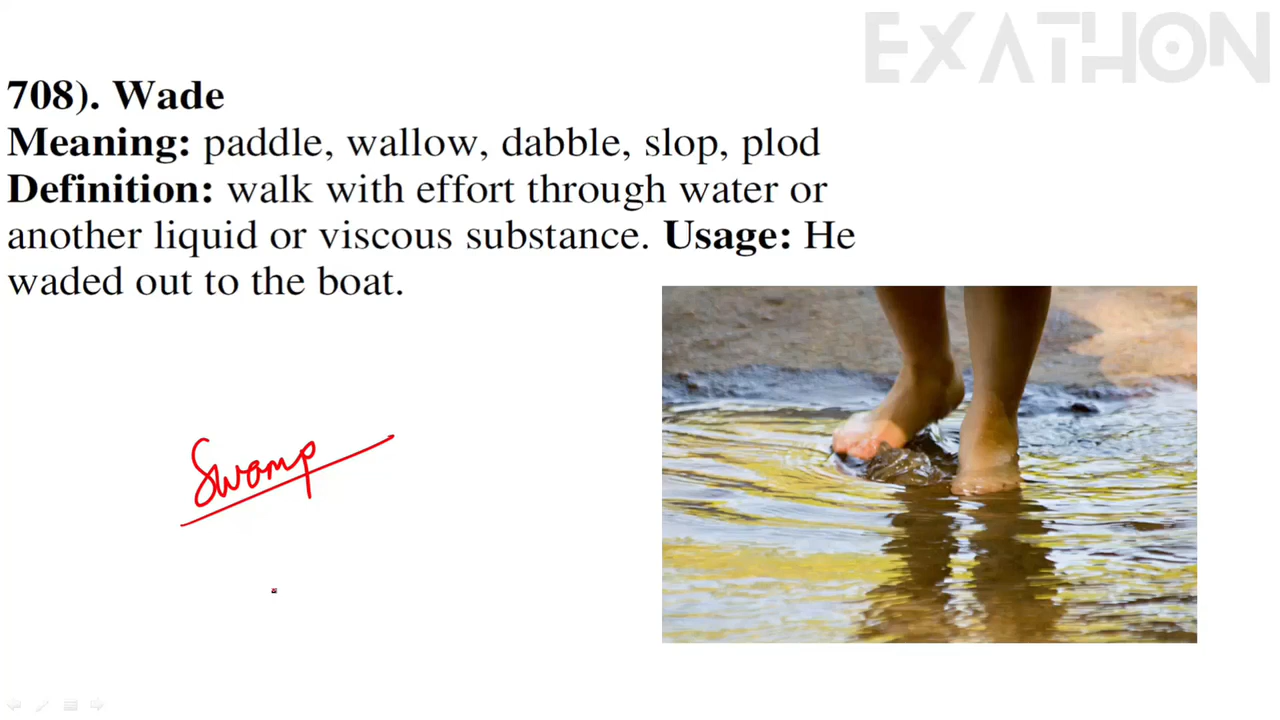 EXATHON
708). Wade
Meaning: paddle, wallow, dabble, slop, plod
Definition: walk with effort through water or
another liquid or viscous substance. Usage: He
waded out to the boat.
Swamp